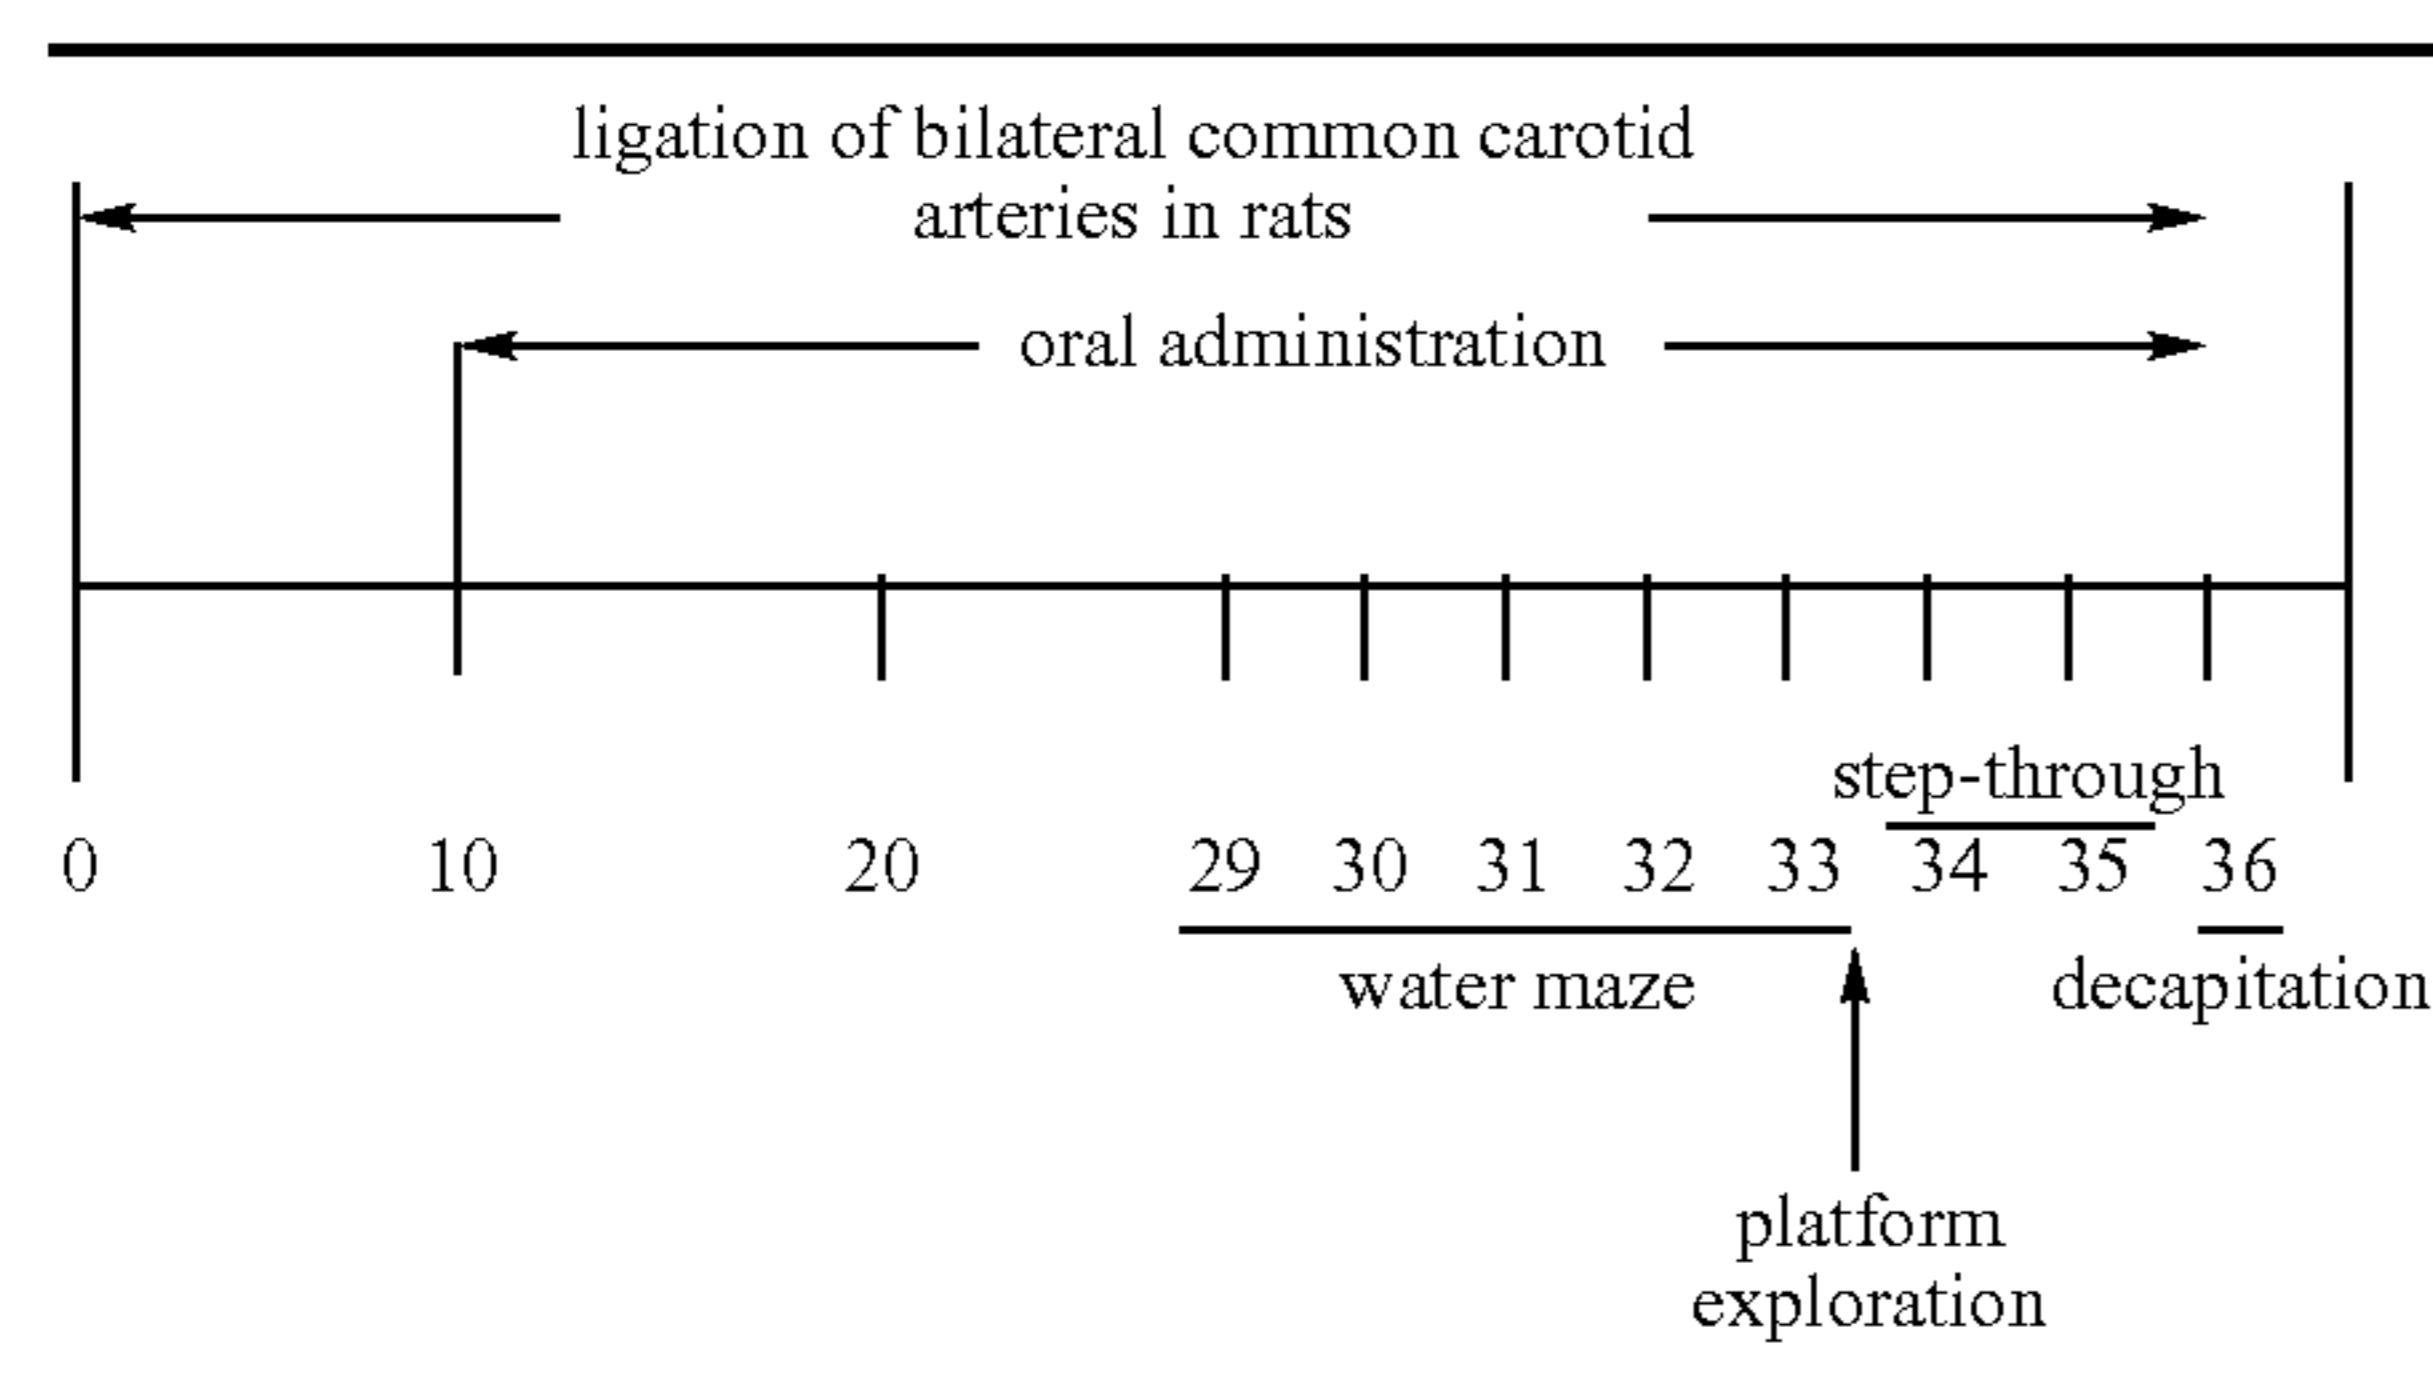 ligation of bilateral common carotid
arteries in rats
oral administration
step-through
0 10 20 29 30 31 32 33 34 35 36
water maze
decapitation
platform
exploration